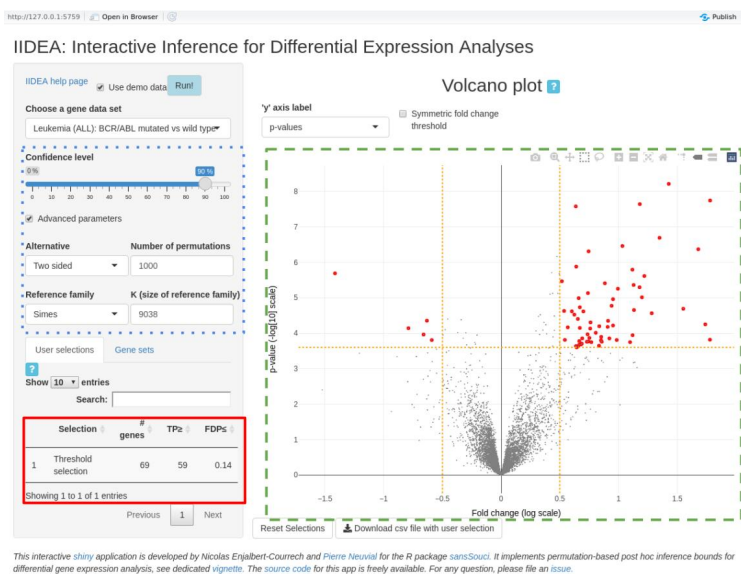 http://127.0.0.1:5759
Open in Browser
Publish
IIDEA: Interactive Inference for Differential Expression Analyses
IIDEA help page
Use demo data
Run!
Choose a gene data set
Leukemia (ALL): BCR/ABL mutated vs wild type
Confidence level
0 %
90 %
0 10 20 30 40 50 60 70 80 90 100
Advanced parameters
Alternative
Number of permutations
Two sided
1000
Reference family
K (size of reference family)
Simes
9038
User selections
Gene sets
?
Show 10 entries
Search:
Selection # genes TP≥ FDP≤
1 Threshold selection 69 59 0.14
Showing 1 to 1 of 1 entries
Previous 1 Next
Volcano plot ?
'y' axis label
p-values
Symmetric fold change
threshold
p-value (-log[10] scale)
8
7
6
5
4
3
2
1
0
−1.5 −1 −0.5 0 0.5 1 1.5
Fold change (log scale)
Reset Selections
Download csv file with user selection
This interactive shiny application is developed by Nicolas Enjalbert-Courrech and Pierre Neuvial for the R package sansSouci. It implements permutation-based post hoc inference bounds for
differential gene expression analysis, see dedicated vignette. The source code for this app is freely available. For any question, please file an issue.